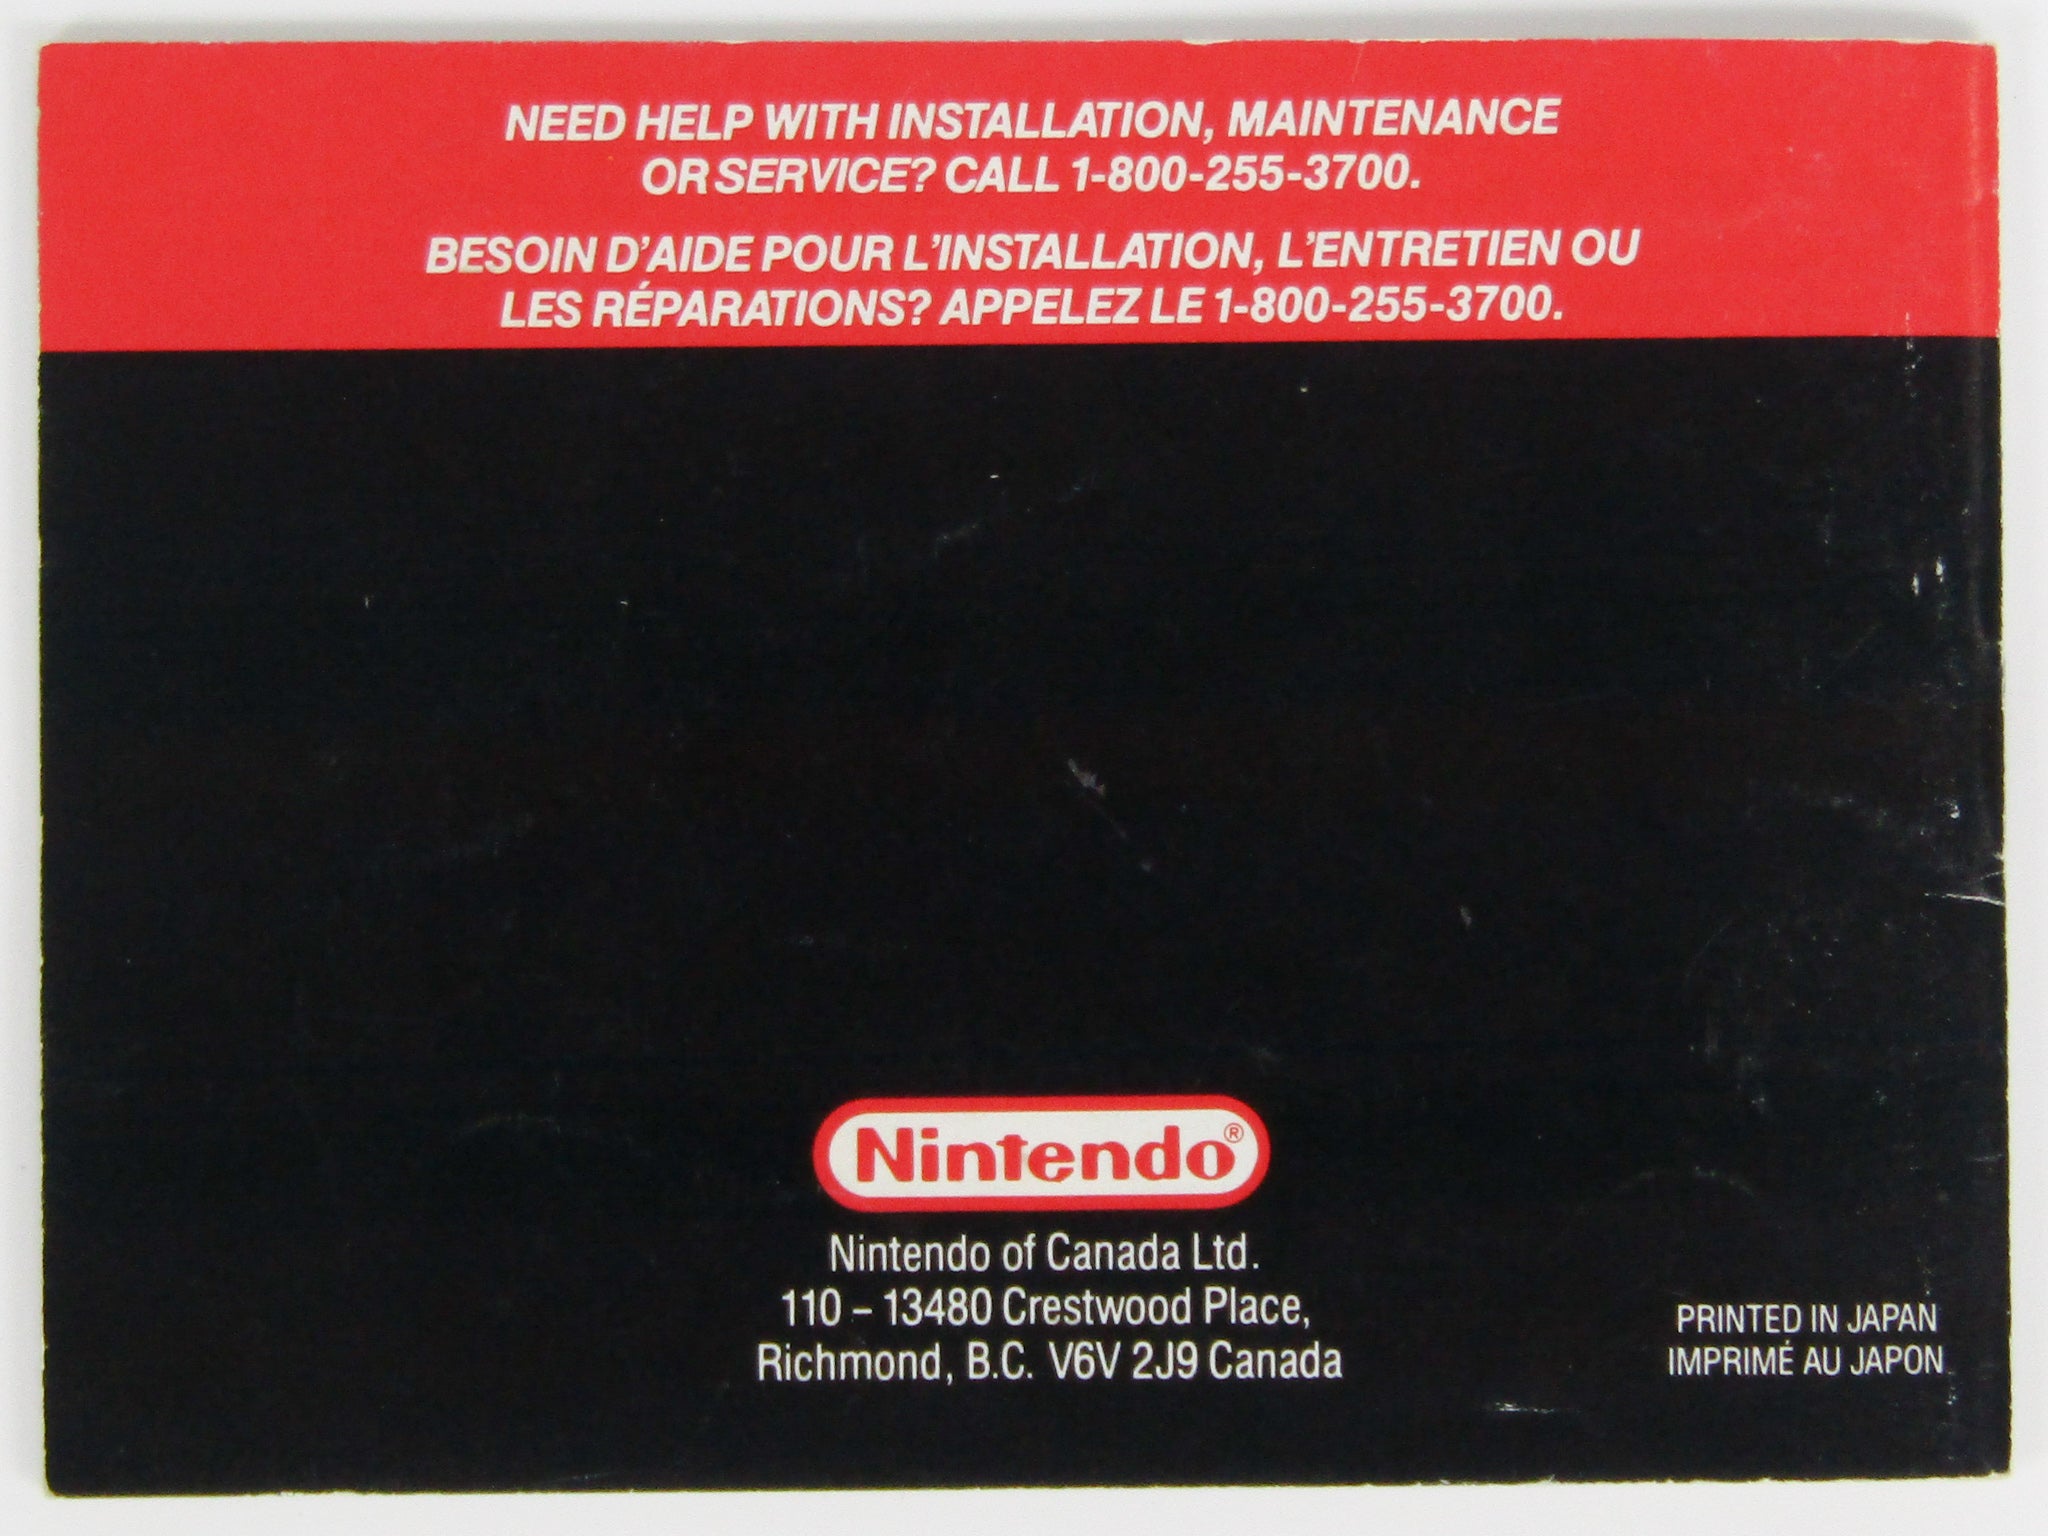 NEED HELP WITH INSTALLATION, MAINTENANCE
OR SERVICE? CALL 1-800-255-3700.
BESOIN D'AIDE POUR L'INSTALLATION, L'ENTRETIEN OU
LES RÉPARATIONS? APPELEZ LE 1-800-255-3700.
Nintendo®
Nintendo of Canada Ltd.
110 – 13480 Crestwood Place,
Richmond, B.C. V6V 2J9 Canada
PRINTED IN JAPAN
IMPRIMÉ AU JAPON